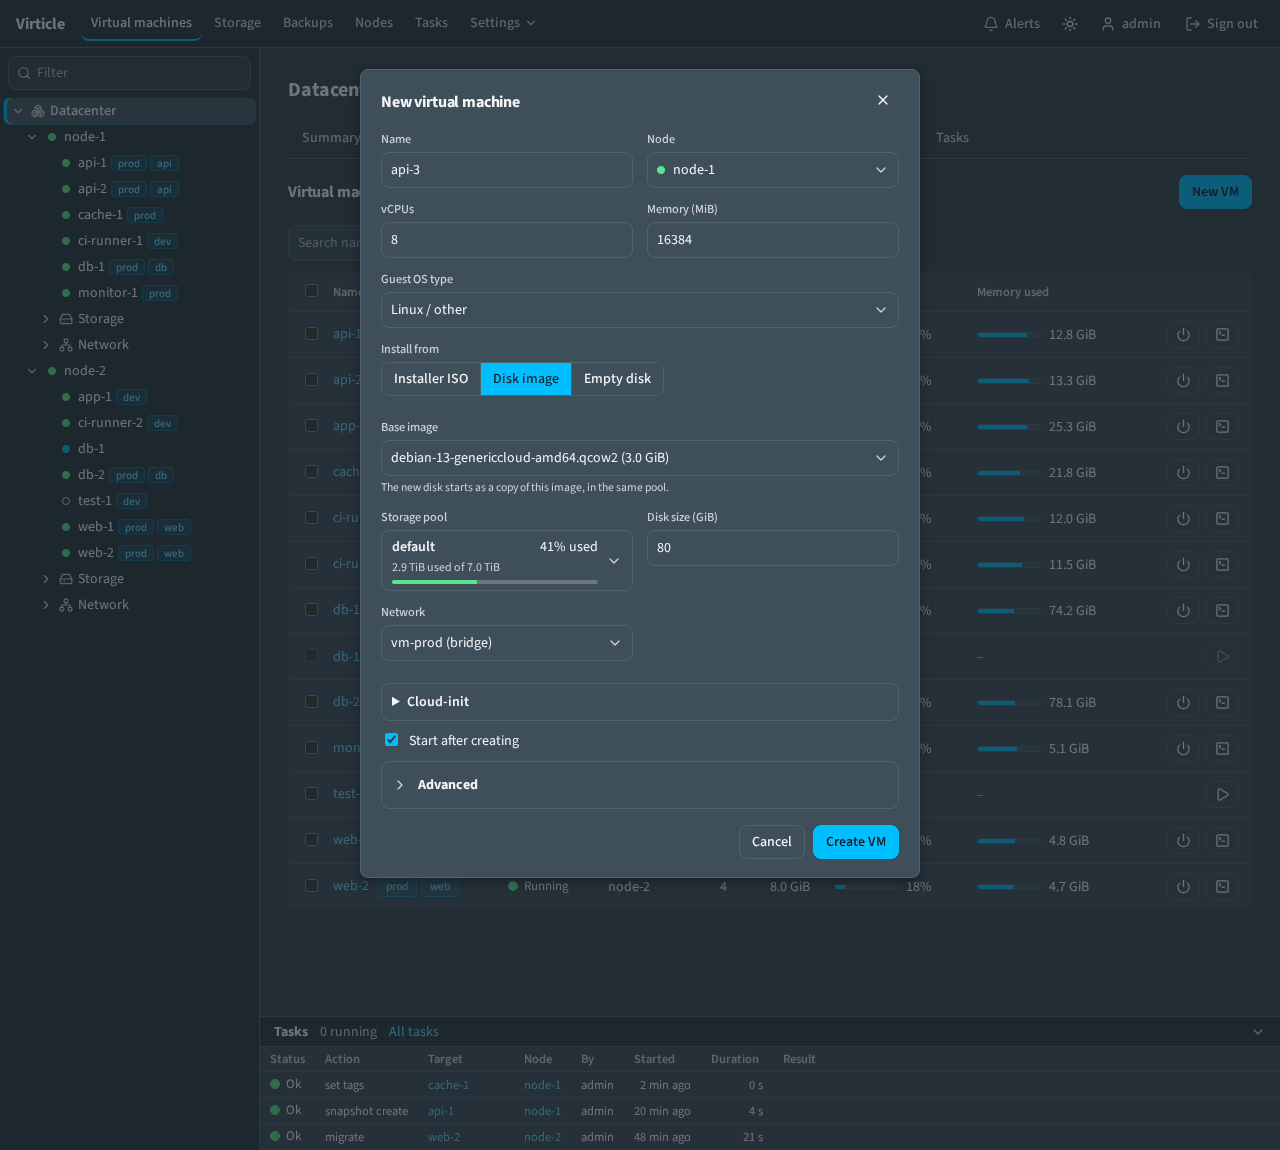 Virticle
Virtual machines
Storage
Backups
Nodes
Tasks
Settings
Alerts
admin
Sign out
Filter
Datacenter
node-1
api-1 prod api
api-2 prod api
cache-1 prod
ci-runner-1 dev
db-1 prod db
monitor-1 prod
Storage
Network
node-2
app-1 dev
ci-runner-2 dev
db-1
db-2 prod db
test-1 dev
web-1 prod web
web-2 prod web
Storage
Network
Summary
Tasks
New VM
New virtual machine
Name
Node
api-3
node-1
vCPUs
Memory (MiB)
8
16384
Guest OS type
Linux / other
Install from
Installer ISO
Disk image
Empty disk
Base image
debian-13-genericcloud-amd64.qcow2 (3.0 GiB)
The new disk starts as a copy of this image, in the same pool.
Storage pool
Disk size (GiB)
default
41% used
2.9 TiB used of 7.0 TiB
80
Network
vm-prod (bridge)
Cloud-init
Start after creating
Advanced
Cancel
Create VM
Memory used
12.8 GiB
13.3 GiB
25.3 GiB
21.8 GiB
12.0 GiB
11.5 GiB
74.2 GiB
–
78.1 GiB
5.1 GiB
–
4.8 GiB
web-2 prod web Running node-2 4 8.0 GiB 18% 4.7 GiB
Tasks 0 running All tasks
Status Action Target Node By Started Duration Result
Ok set tags cache-1 node-1 admin 2 min ago 0 s
Ok snapshot create api-1 node-1 admin 20 min ago 4 s
Ok migrate web-2 node-2 admin 48 min ago 21 s